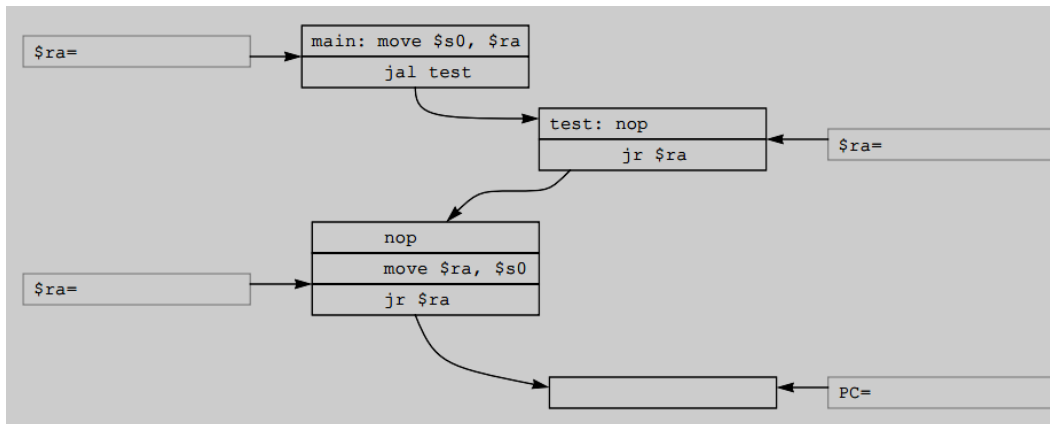 $ra=
main: move $s0, $ra
jal test
test: nop
jr $ra
$ra=
nop
move $ra, $s0
jr $ra
$ra=
PC=